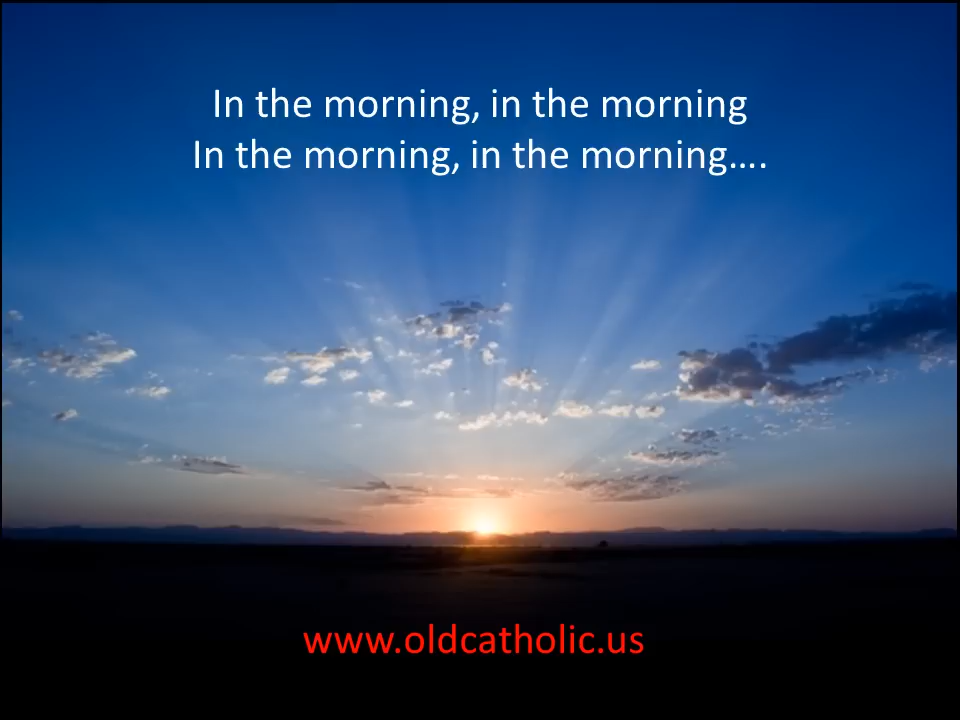 In the morning, in the morning
In the morning, in the morning….
www.oldcatholic.us